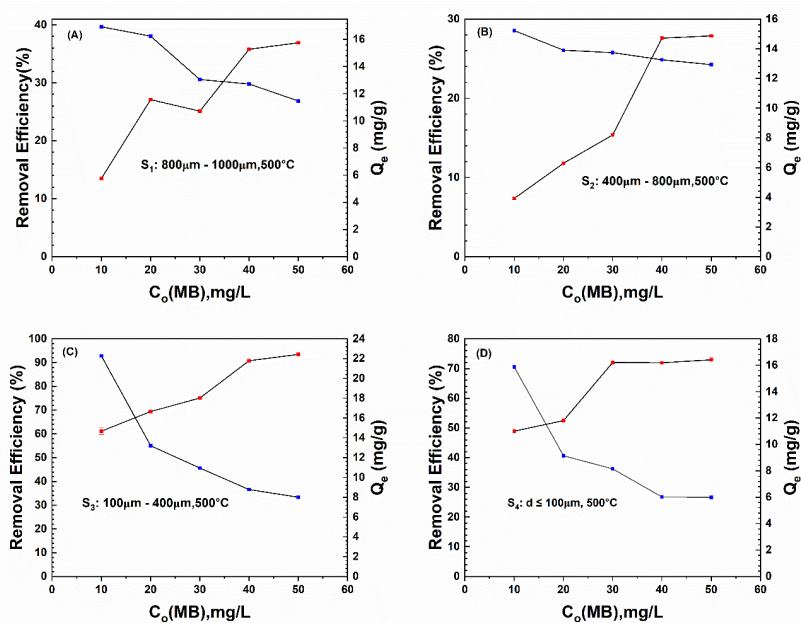 (A)
Removal Efficiency(%)
40
30
20
10
0
S₁: 800μm - 1000μm,500°C
16
14
12
10
8
6
4
2
0
Qₑ (mg/g)
0 10 20 30 40 50 60
Cₒ(MB),mg/L
(B)
Removal Efficiency (%)
30
20
10
0
S₂: 400μm - 800μm,500°C
16
14
12
10
8
6
4
2
0
Qₑ (mg/g)
0 10 20 30 40 50 60
Cₒ(MB),mg/L
(C)
Removal Efficiency (%)
100
90
80
70
60
50
40
30
20
10
0
S₃: 100μm - 400μm,500°C
24
22
20
18
16
14
12
10
8
6
4
2
0
Qₑ (mg/g)
0 10 20 30 40 50 60
Cₒ(MB),mg/L
(D)
Removal Efficiency (%)
80
70
60
50
40
30
20
10
0
S₄: d ≤ 100μm, 500°C
18
16
14
12
10
8
6
4
2
0
Qₑ (mg/g)
0 10 20 30 40 50 60
Cₒ(MB),mg/L